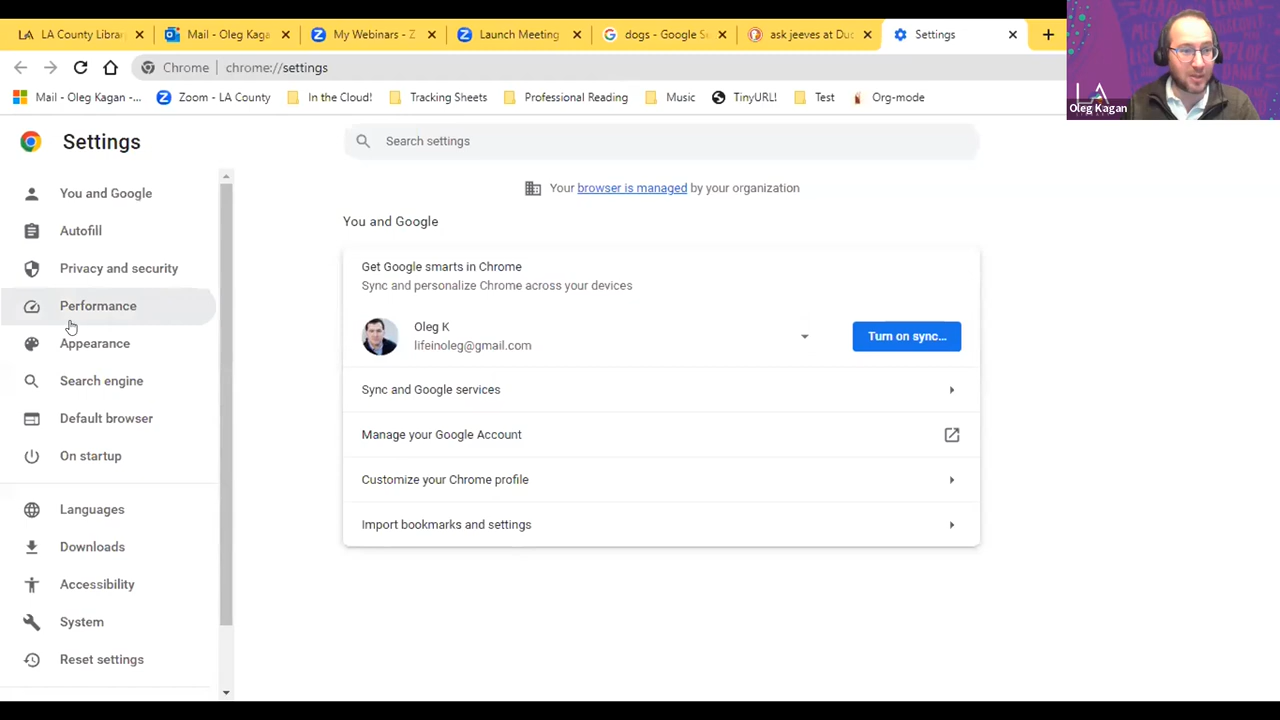 LA County Libra
Mail - Oleg Kaga
My Webinars - Z
Launch Meeting
dogs - Google Se
ask jeeves at Duc
Settings
Chrome
chrome://settings
Mail - Oleg Kagan -...
Zoom - LA County
In the Cloud!
Tracking Sheets
Professional Reading
Music
TinyURL!
Test
Org-mode
LA
Oleg Kagan
Settings
Search settings
Your browser is managed by your organization
You and Google
Autofill
Privacy and security
Performance
Appearance
Search engine
Default browser
On startup
Languages
Downloads
Accessibility
System
Reset settings
You and Google
Get Google smarts in Chrome
Sync and personalize Chrome across your devices
Oleg K
lifeinoleg@gmail.com
Turn on sync...
Sync and Google services
Manage your Google Account
Customize your Chrome profile
Import bookmarks and settings